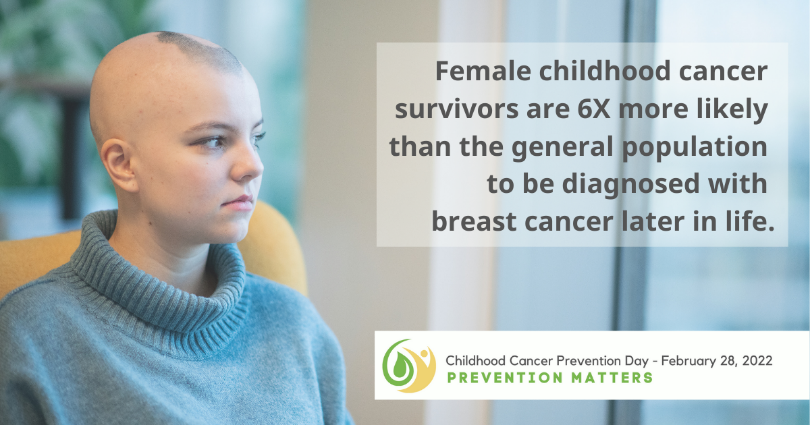 Female childhood cancer
survivors are 6X more likely
than the general population
to be diagnosed with
breast cancer later in life.
Childhood Cancer Prevention Day - February 28, 2022
PREVENTION MATTERS